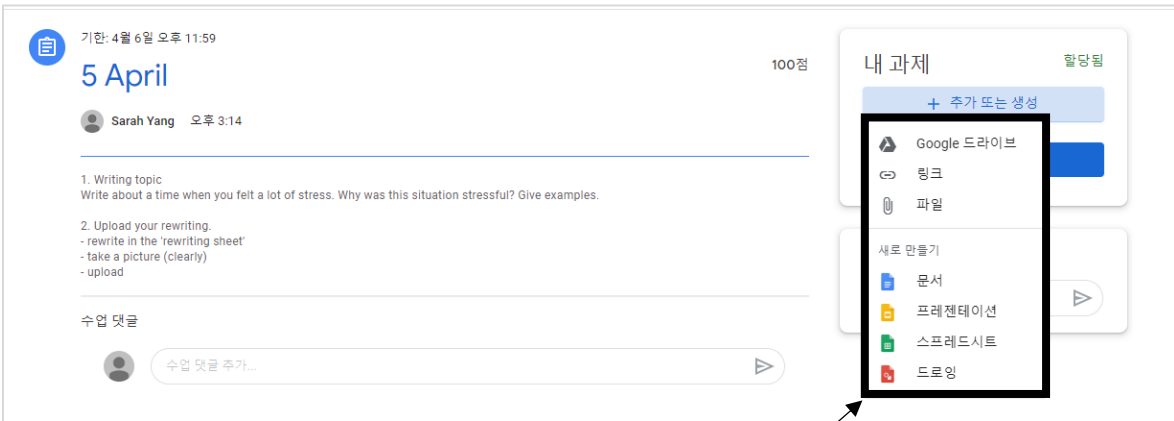 기한: 4월 6일 오후 11:59
5 April
100점
Sarah Yang 오후 3:14
1. Writing topic
Write about a time when you felt a lot of stress. Why was this situation stressful? Give examples.
2. Upload your rewriting.
- rewrite in the 'rewriting sheet'
- take a picture (clearly)
- upload
수업 댓글
수업 댓글 추가...
내 과제
할당됨
+ 추가 또는 생성
Google 드라이브
링크
파일
새로 만들기
문서
프레젠테이션
스프레드시트
드로잉